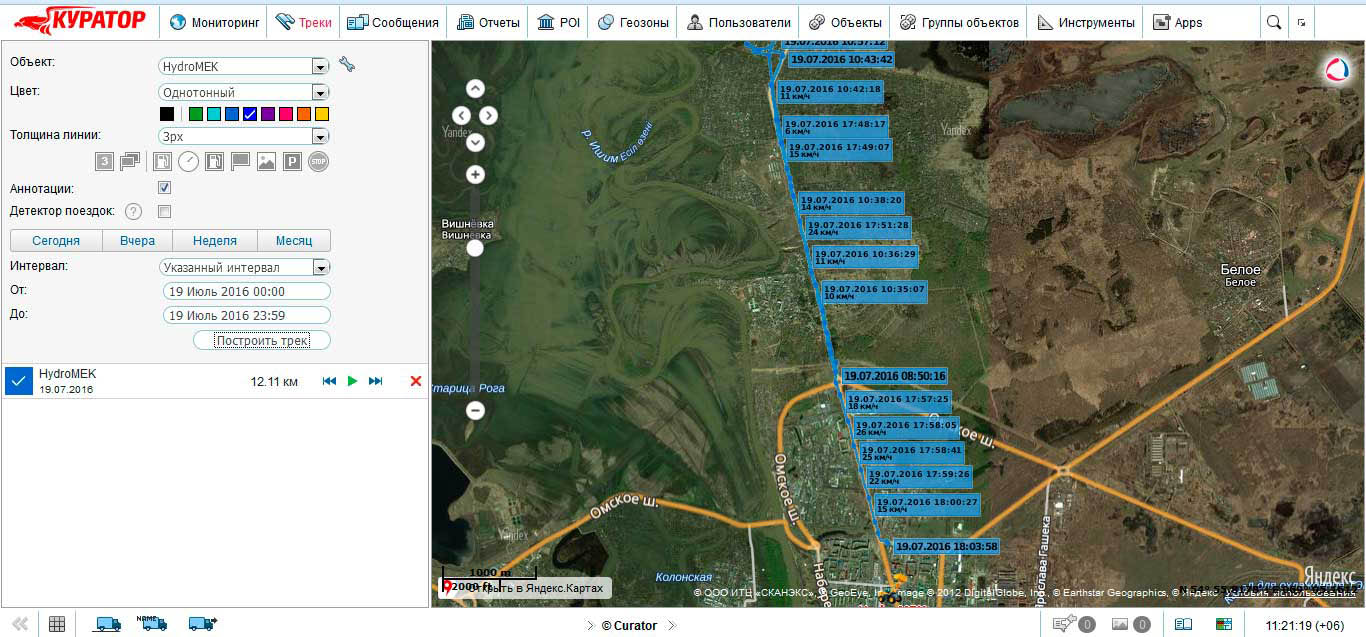 КУРАТОР
Мониторинг
Треки
Сообщения
Отчеты
POI
Геозоны
Пользователи
Объекты
Группы объектов
Инструменты
Apps
Объект:
HydroMEK
Цвет:
Однотонный
Толщина линии:
3px
3
P
STOP
Аннотации:
Детектор поездок:
?
Сегодня
Вчера
Неделя
Месяц
Интервал:
Указанный интервал
От:
19 Июль 2016 00:00
До:
19 Июль 2016 23:59
Построить трек
HydroMEK
12.11 км
19.07.2016
19.07.2016 10:57:12
19.07.2016 10:43:42
19.07.2016 10:42:18
11 км/ч
19.07.2016 17:48:17
6 км/ч
19.07.2016 17:49:07
15 км/ч
19.07.2016 10:38:20
14 км/ч
19.07.2016 17:51:28
24 км/ч
19.07.2016 10:36:29
11 км/ч
19.07.2016 10:35:07
10 км/ч
19.07.2016 08:50:16
19.07.2016 17:57:25
18 км/ч
19.07.2016 17:58:05
26 км/ч
19.07.2016 17:58:41
25 км/ч
19.07.2016 17:59:26
22 км/ч
19.07.2016 18:00:27
15 км/ч
19.07.2016 18:03:58
Yandex
Yandex
р. Ишим Есіл өзені
Вишнёвка
Вишневка
Белое
Белое
Старица Рога
Омское ш.
Омское ш.
Омское ш.
Yandex
Колонская
Ярослава Гашека
1000 m
2000 ft
Открыть в Яндекс.Картах
Яндекс
© ООО ИТЦ «СКАНЭКС», © GeoEye, Inc., Image © 2012 DigitalGlobe, Inc., © Earthstar Geographics, © Яндекс Условия использования
© Curator
0
0
NAME
11:21:19 (+06)